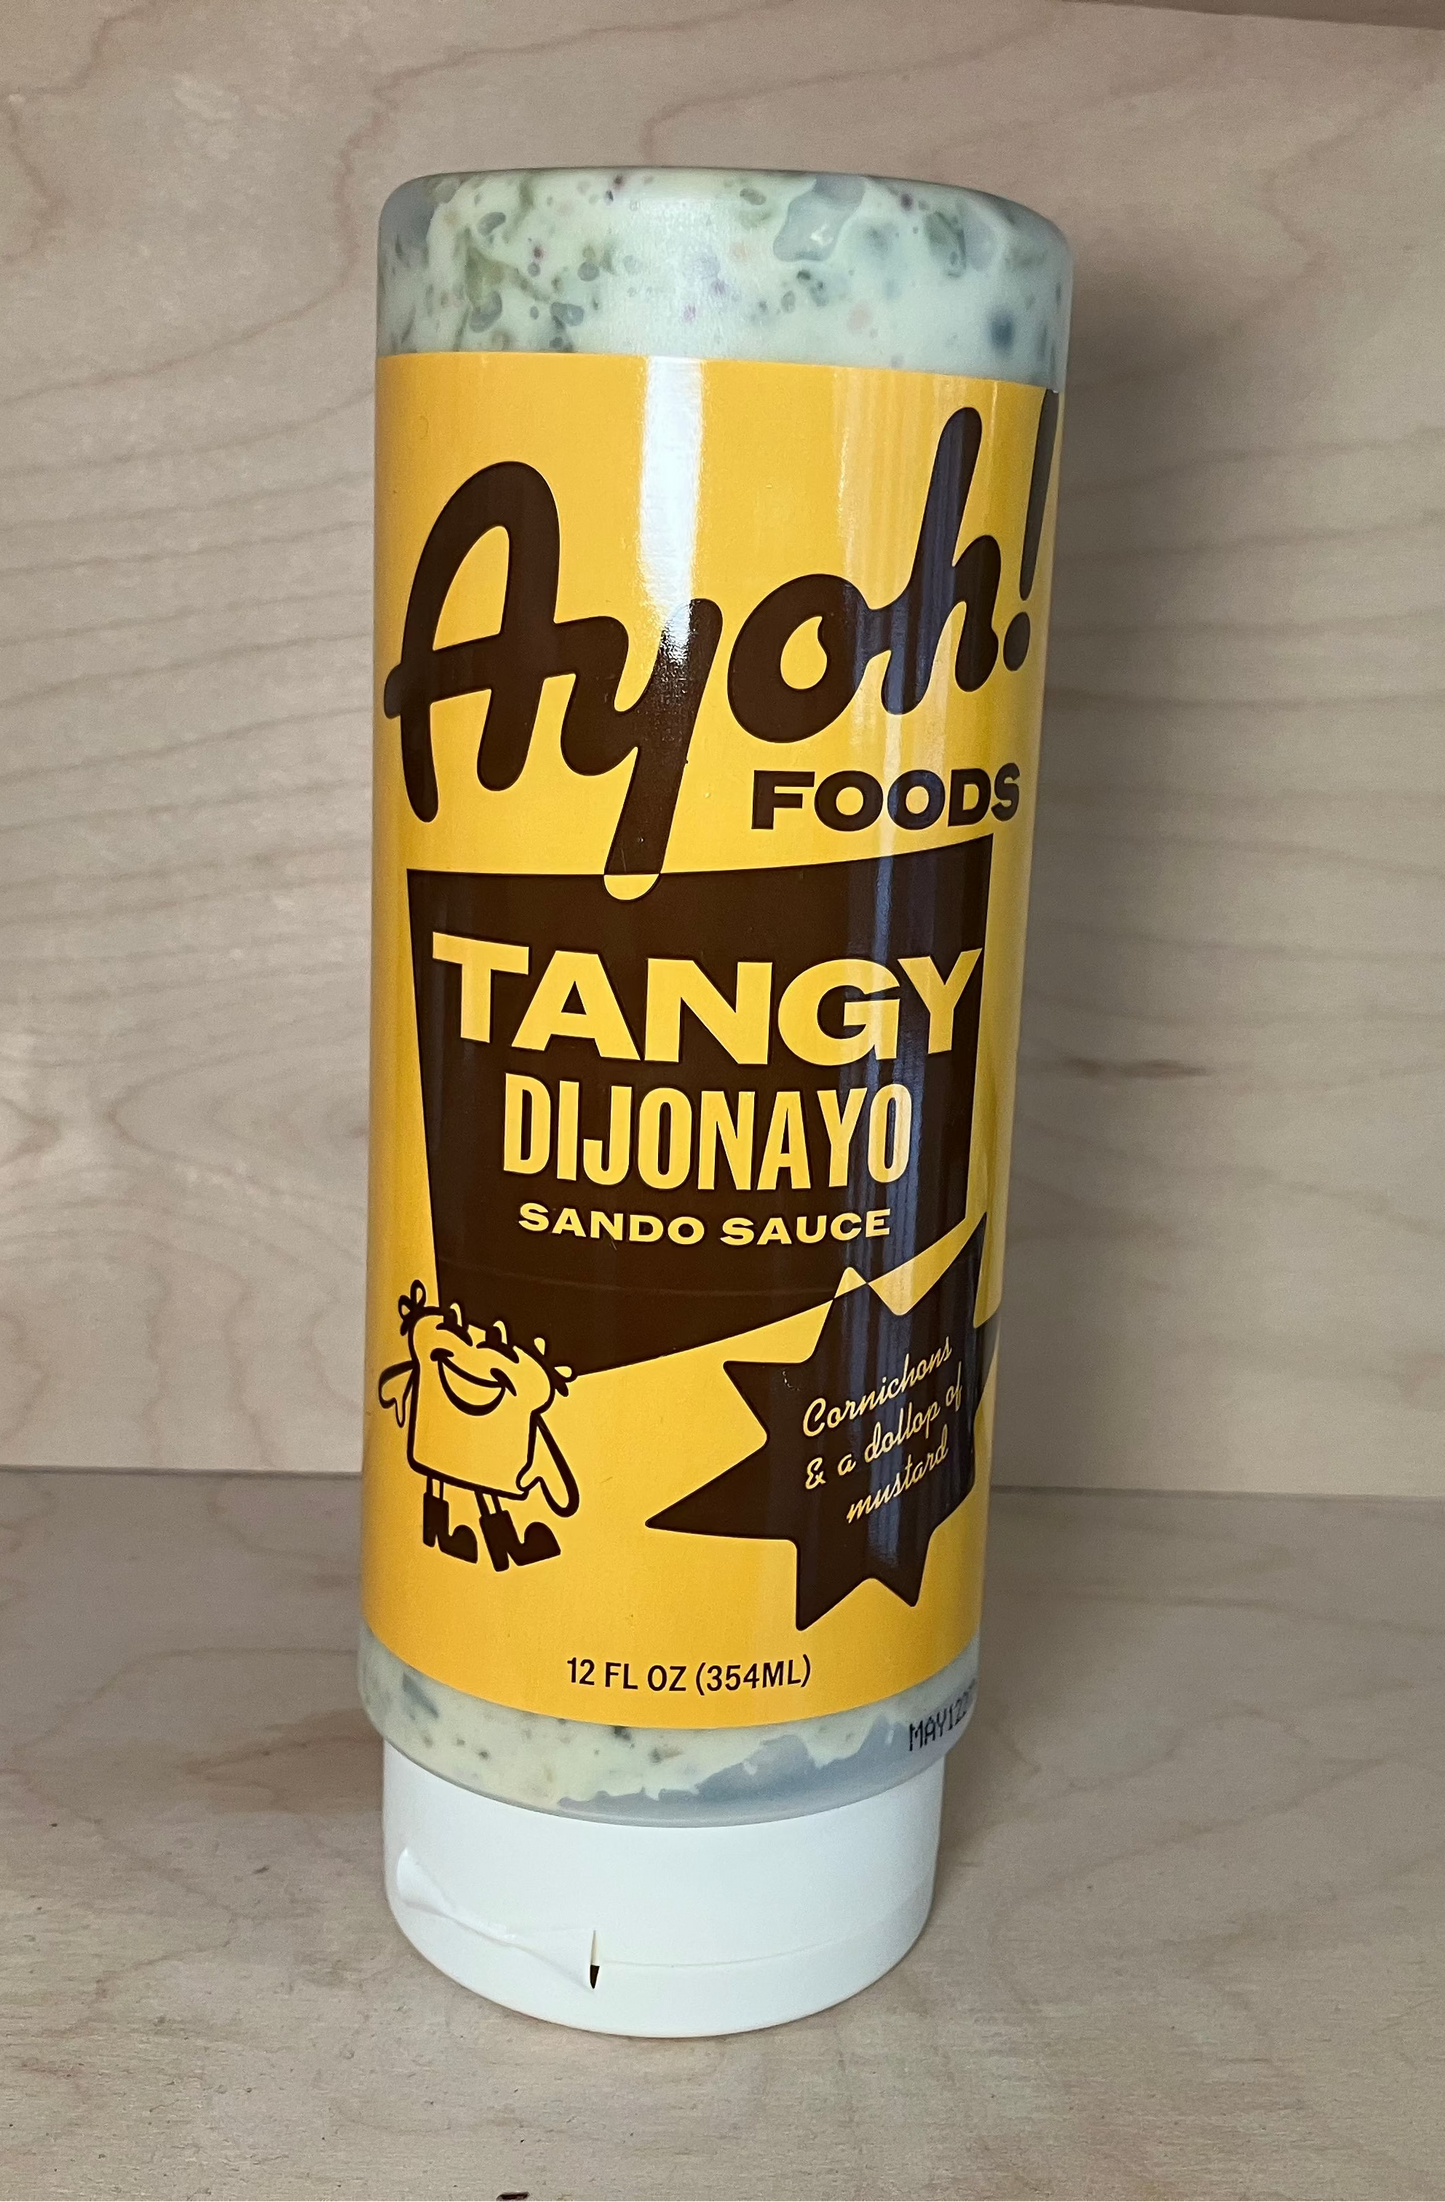 Ayoh!
FOODS
TANGY
DIJONAYO
SANDO SAUCE
Cornichons
& a dollop of
mustard
12 FL OZ (354ML)